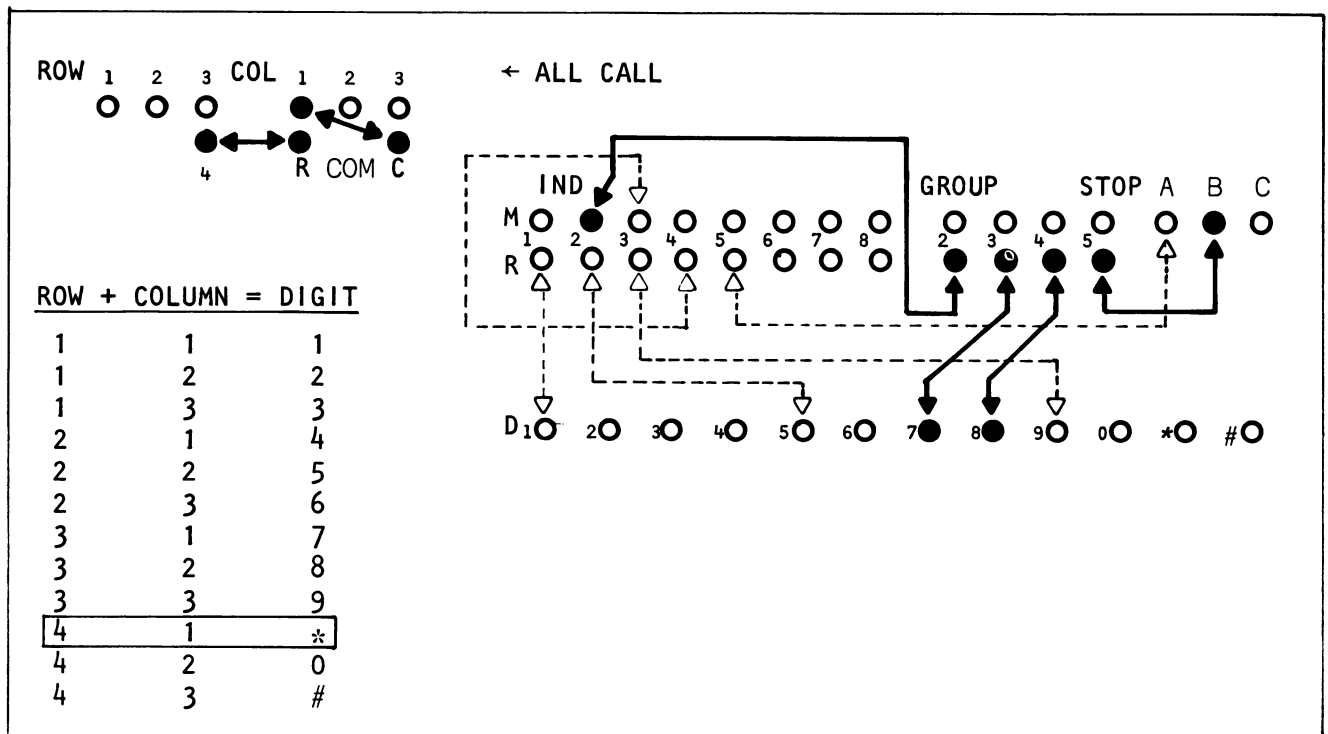 ROW 1 2 3 COL 1 2 3
← ALL CALL
4 R COM C
IND GROUP STOP A B C
M
1 2 3 4 5 6 7 8 2 3 4 5
R
ROW + COLUMN = DIGIT
1 1 1
1 2 2
1 3 3
2 1 4
2 2 5
2 3 6
3 1 7
3 2 8
3 3 9
4 1 *
4 2 0
4 3 #
D 1 2 3 4 5 6 7 8 9 0 * #